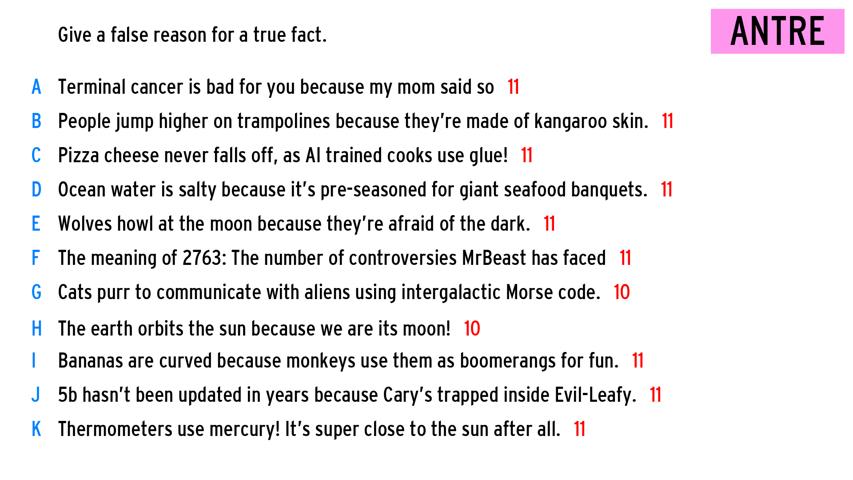 Give a false reason for a true fact.
ANTRE
A Terminal cancer is bad for you because my mom said so 11
B People jump higher on trampolines because they're made of kangaroo skin. 11
C Pizza cheese never falls off, as AI trained cooks use glue! 11
D Ocean water is salty because it's pre-seasoned for giant seafood banquets. 11
E Wolves howl at the moon because they're afraid of the dark. 11
F The meaning of 2763: The number of controversies MrBeast has faced 11
G Cats purr to communicate with aliens using intergalactic Morse code. 10
H The earth orbits the sun because we are its moon! 10
I Bananas are curved because monkeys use them as boomerangs for fun. 11
J 5b hasn't been updated in years because Cary's trapped inside Evil-Leafy. 11
K Thermometers use mercury! It's super close to the sun after all. 11